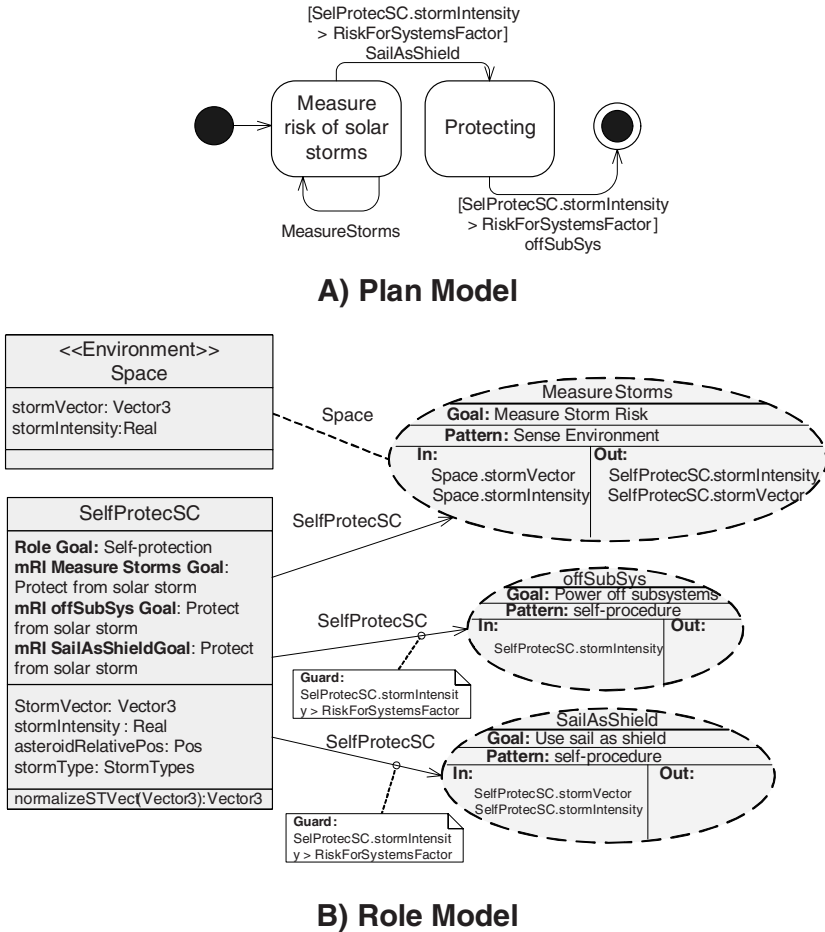 [SelProtecSC.stormIntensity
> RiskForSystemsFactor]
SailAsShield
Measure
risk of solar
storms
Protecting
MeasureStorms
[SelProtecSC.stormIntensity
> RiskForSystemsFactor]
offSubSys
A) Plan Model
<<Environment>>
Space
stormVector: Vector3
stormIntensity:Real
Space
MeasureStorms
Goal: Measure Storm Risk
Pattern: Sense Environment
In:
Space.stormVector
Space.stormIntensity
Out:
SelfProtecSC.stormIntensity
SelfProtecSC.stormVector
SelfProtecSC
Role Goal: Self-protection
mRI Measure Storms Goal:
Protect from solar storm
mRI offSubSys Goal: Protect
from solar storm
mRI SailAsShieldGoal: Protect
from solar storm
StormVector: Vector3
stormIntensity : Real
asteroidRelativePos: Pos
stormType: StormTypes
normalizeSTVect(Vector3):Vector3
SelfProtecSC
SelfProtecSC
offSubSys
Goal: Power off subsystems
Pattern: self-procedure
In:
SelfProtecSC.stormIntensity
Out:
Guard:
SelProtecSC.stormIntensit
y > RiskForSystemsFactor
SelfProtecSC
SailAsShield
Goal: Use sail as shield
Pattern: self-procedure
In:
SelfProtecSC.stormVector
SelfProtecSC.stormIntensity
Out:
Guard:
SelProtecSC.stormIntensit
y > RiskForSystemsFactor
B) Role Model